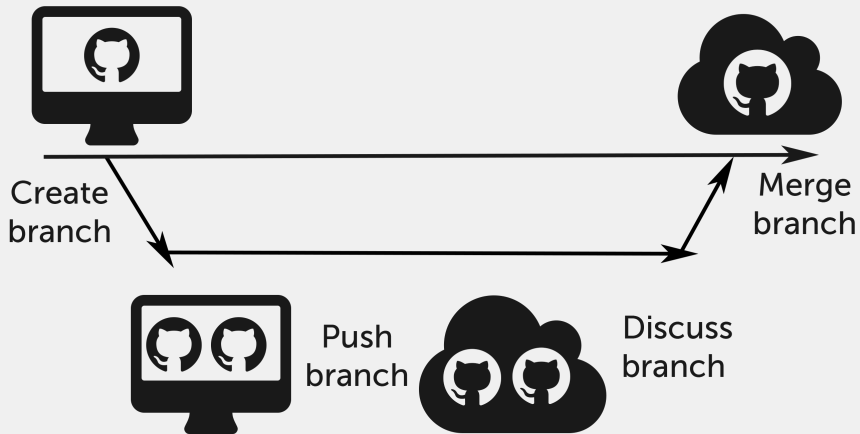 Create
branch
Merge
branch
Push
branch
Discuss
branch